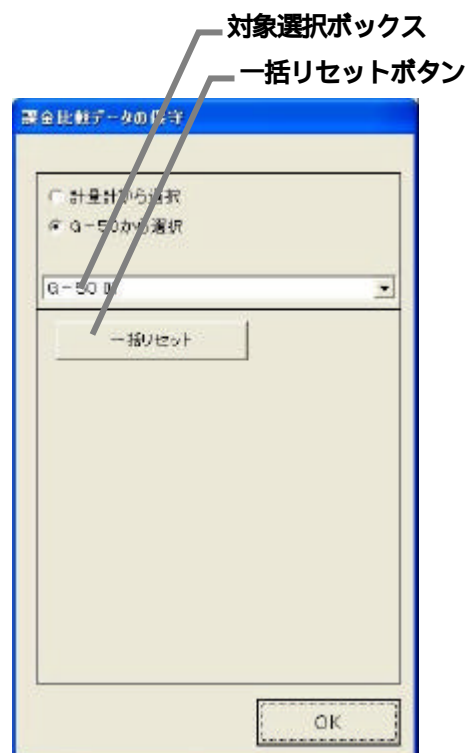 対象選択ボックス
一括リセットボタン
課金比較データの保守
計量計から選択
G-50から選択
G-50
一括リセット
OK